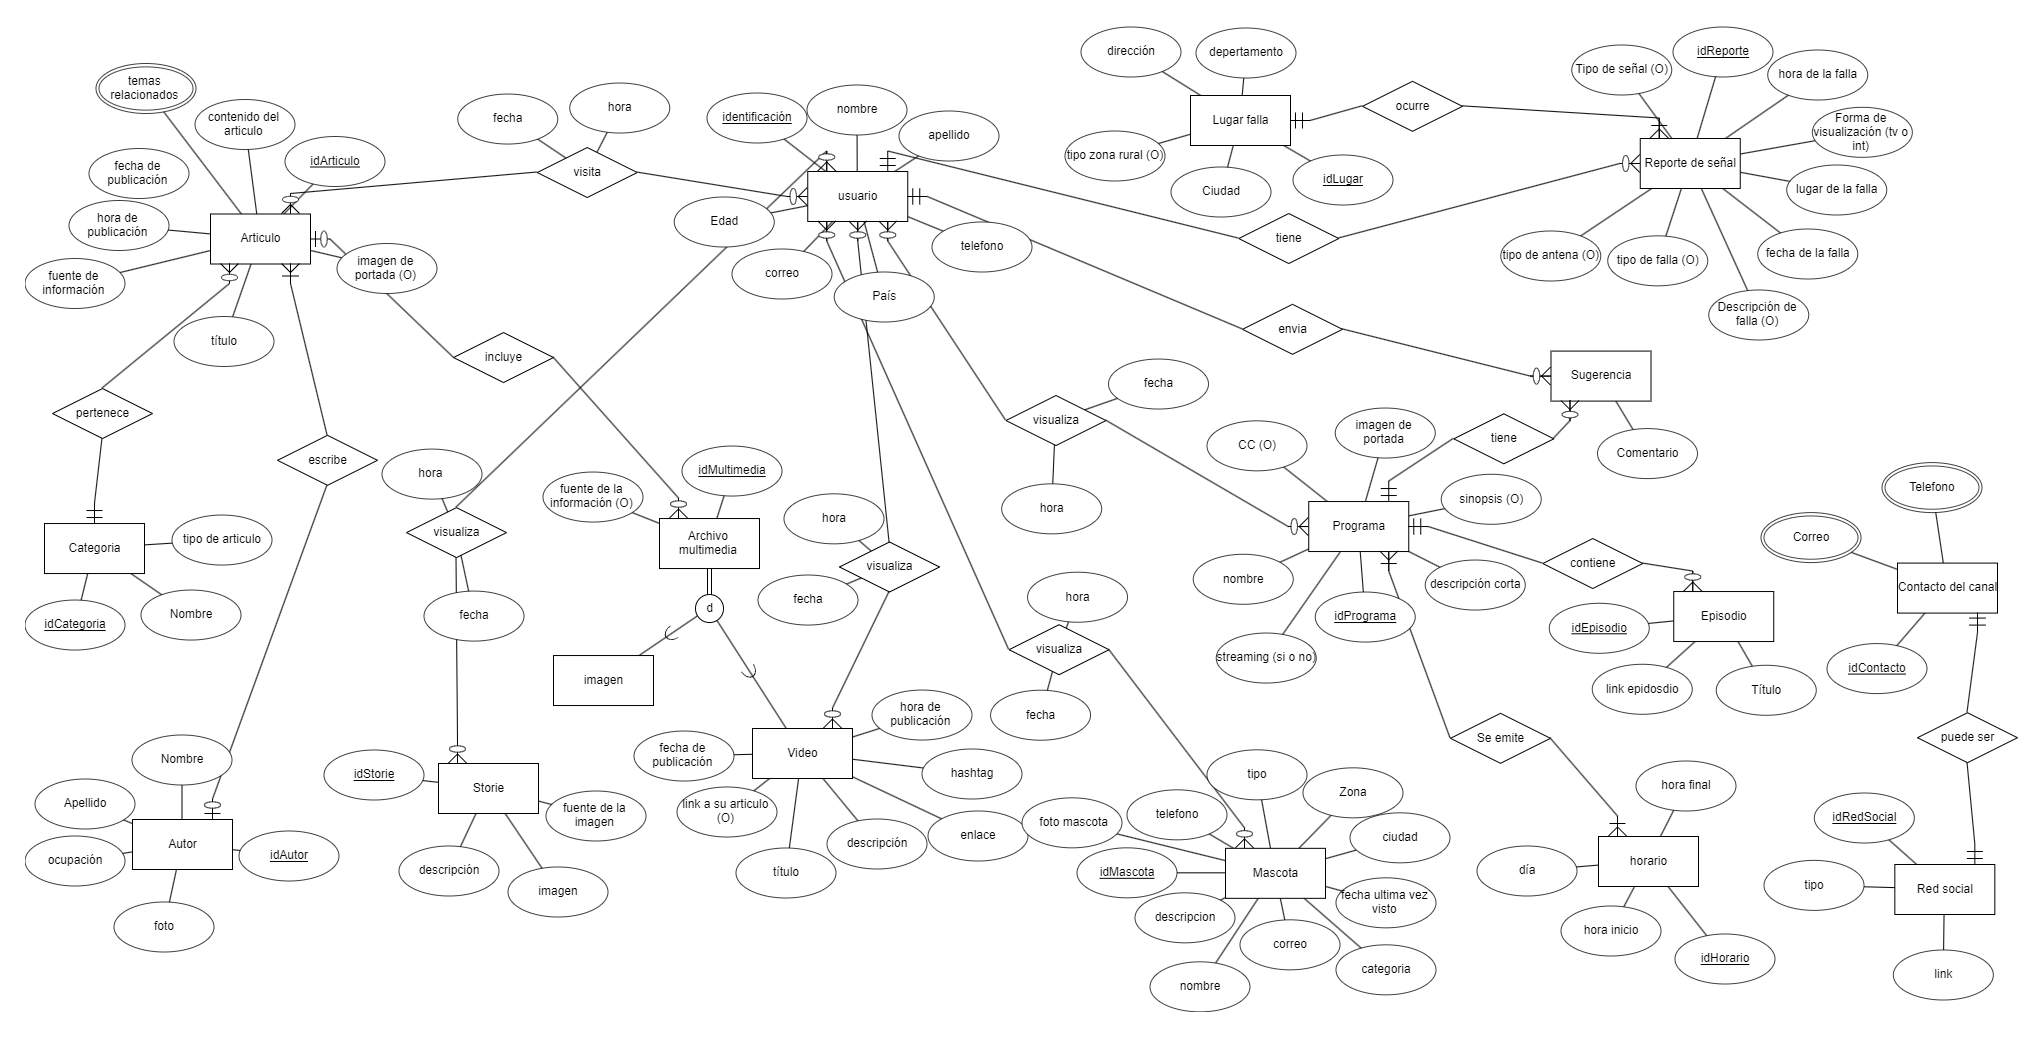 temas
relacionados
contenido del
articulo
idArticulo
fecha de
publicación
hora de
publicación
fuente de
información
Articulo
imagen de
portada (O)
título
fecha
hora
visita
identificación
nombre
apellido
usuario
Edad
correo
País
telefono
dirección
depertamento
Lugar falla
tipo zona rural (O)
Ciudad
idLugar
ocurre
tiene
Tipo de señal (O)
idReporte
hora de la falla
Forma de
visualización (tv o
int)
Reporte de señal
lugar de la falla
fecha de la falla
tipo de antena (O)
tipo de falla (O)
Descripción de
falla (O)
envia
Sugerencia
Comentario
tiene
incluye
pertenece
escribe
Categoria
tipo de articulo
idCategoria
Nombre
hora
visualiza
fecha
fuente de la
información (O)
idMultimedia
Archivo
multimedia
d
imagen
hora
visualiza
fecha
visualiza
fecha
hora
CC (O)
imagen de
portada
sinopsis (O)
Programa
nombre
descripción corta
idPrograma
streaming (si o no)
contiene
idEpisodio
Episodio
link epidosdio
Título
Telefono
Correo
Contacto del canal
idContacto
puede ser
idRedSocial
tipo
Red social
link
hora
visualiza
fecha
Se emite
hora final
día
horario
hora inicio
idHorario
Nombre
Apellido
ocupación
Autor
idAutor
foto
idStorie
Storie
fuente de la
imagen
descripción
imagen
fecha de
publicación
Video
hora de
publicación
hashtag
link a su articulo
(O)
enlace
descripción
título
tipo
Zona
telefono
foto mascota
ciudad
idMascota
Mascota
fecha ultima vez
visto
descripcion
correo
categoria
nombre